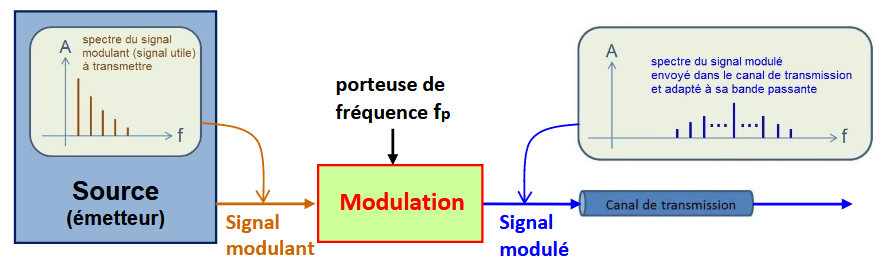 A
spectre du signal
modulant (signal utile)
à transmettre
f
Source
(émetteur)
Signal
modulant
porteuse de
fréquence fp
Modulation
Signal
modulé
A
spectre du signal modulé
envoyé dans le canal de transmission
et adapté à sa bande passante
f
Canal de transmission